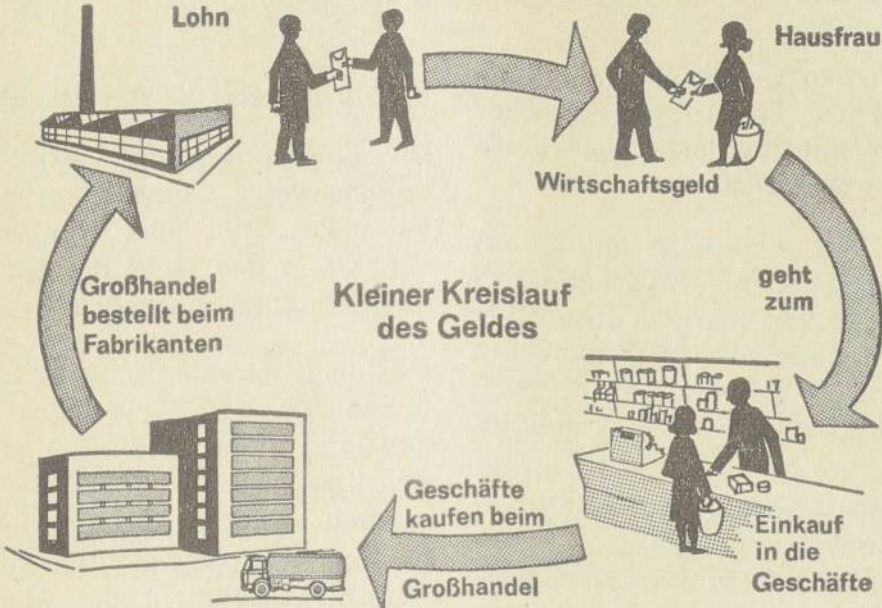 Lohn
Hausfrau
Wirtschaftsgeld
geht
zum
Einkauf
in die
Geschäfte
Geschäfte
kaufen beim
Großhandel
Großhandel
bestellt beim
Fabrikanten
Kleiner Kreislauf
des Geldes